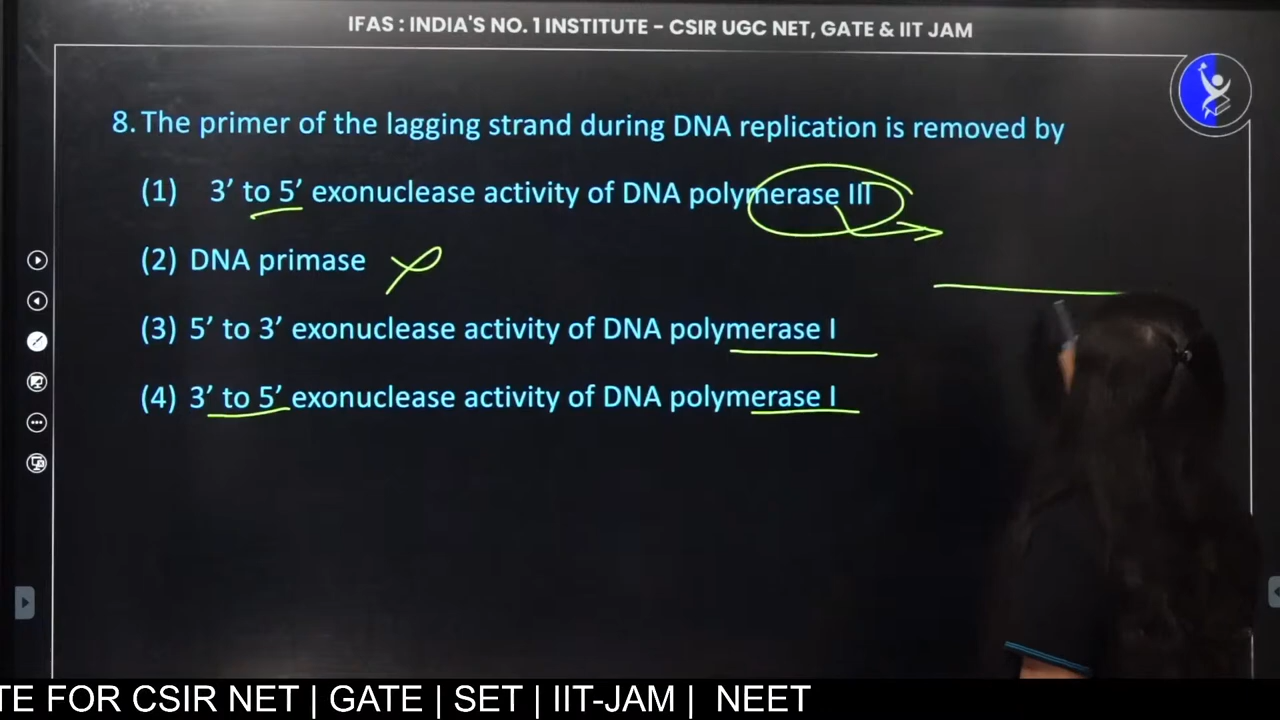 IFAS : INDIA'S NO. 1 INSTITUTE – CSIR UGC NET, GATE & IIT JAM
8. The primer of the lagging strand during DNA replication is removed by
(1) 3’ to 5’ exonuclease activity of DNA polymerase III
(2) DNA primase
(3) 5’ to 3’ exonuclease activity of DNA polymerase I
(4) 3’ to 5’ exonuclease activity of DNA polymerase I
TE FOR CSIR NET | GATE | SET | IIT-JAM | NEET